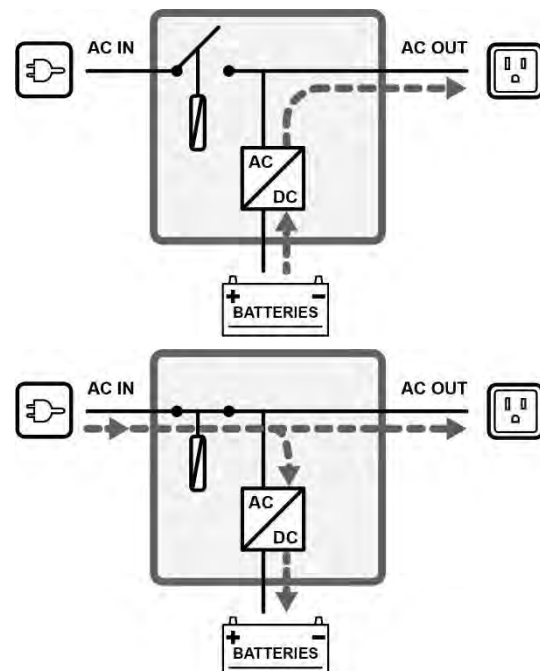 AC IN
AC OUT
AC
DC
+ −
BATTERIES
AC IN
AC OUT
AC
DC
+ −
BATTERIES